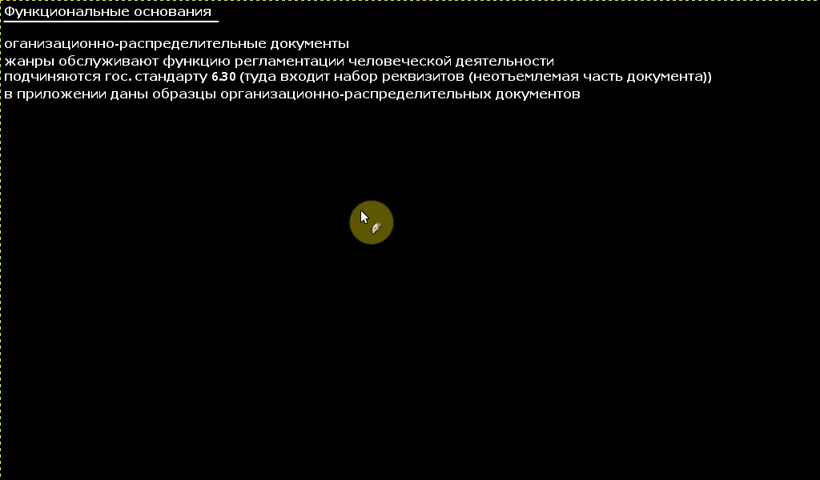 Функциональные основания
оганизационно-распределительные документы
жанры обслуживают функцию регламентации человеческой деятельности
подчиняются гос. стандарту 6.30 (туда входит набор реквизитов (неотъемлемая часть документа))
в приложении даны образцы организационно-распределительных документов